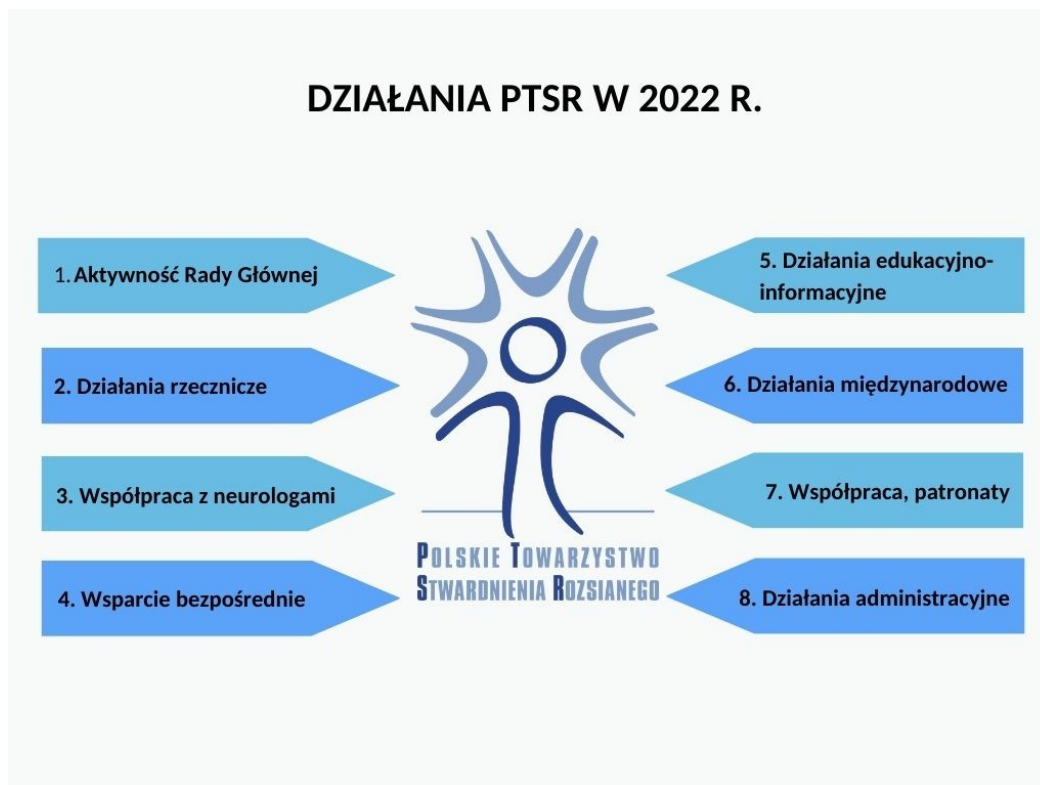 DZIAŁANIA PTSR W 2022 R.
1. Aktywność Rady Głównej
2. Działania rzecznicze
3. Współpraca z neurologami
4. Wsparcie bezpośrednie
5. Działania edukacyjno-
informacyjne
6. Działania międzynarodowe
7. Współpraca, patronaty
8. Działania administracyjne
POLSKIE TOWARZYSTWO
STWARDNIENIA ROZSIANEGO